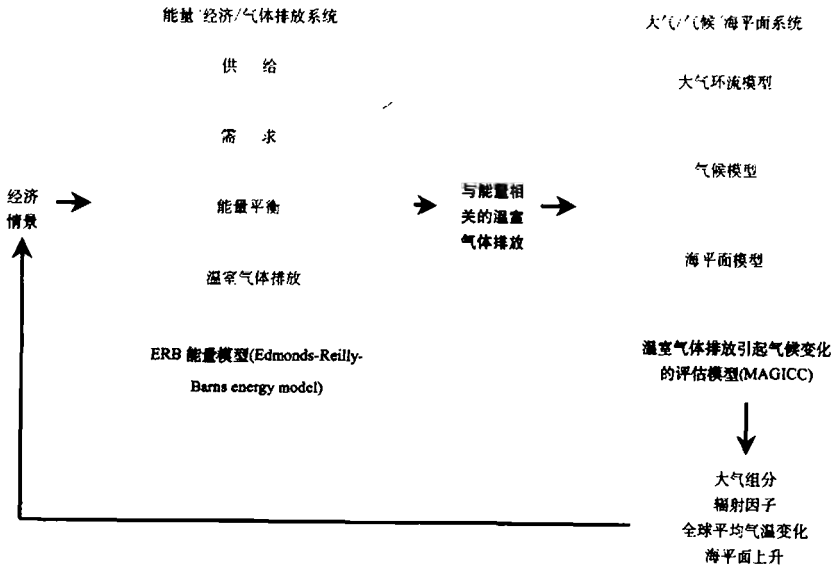 能量/经济/气体排放系统
供 给
需 求
能量平衡
温室气体排放
ERB 能量模型(Edmonds-Reilly-
Barns energy model)
经济
情景
与能量相
关的温室
气体排放
大气/气候/海平面系统
大气环流模型
气候模型
海平面模型
温室气体排放引起气候变化
的评估模型(MAGICC)
大气组分
辐射因子
全球平均气温变化
海平面上升